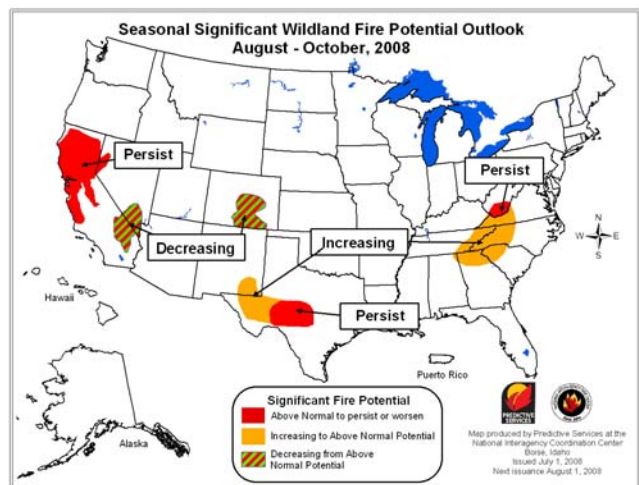 Seasonal Significant Wildland Fire Potential Outlook
August - October, 2008
Persist
Persist
Decreasing
Increasing
Persist
N
W E
S
Hawaii
Puerto Rico
Alaska
Significant Fire Potential
Above Normal to persist or worsen
Increasing to Above Normal Potential
Decreasing from Above
Normal Potential
PREDICTIVE
SERVICES
Map produced by Predictive Services at the
National Interagency Coordination Center
Boise, Idaho
Issued July 1, 2008
Next issuance August 1, 2008